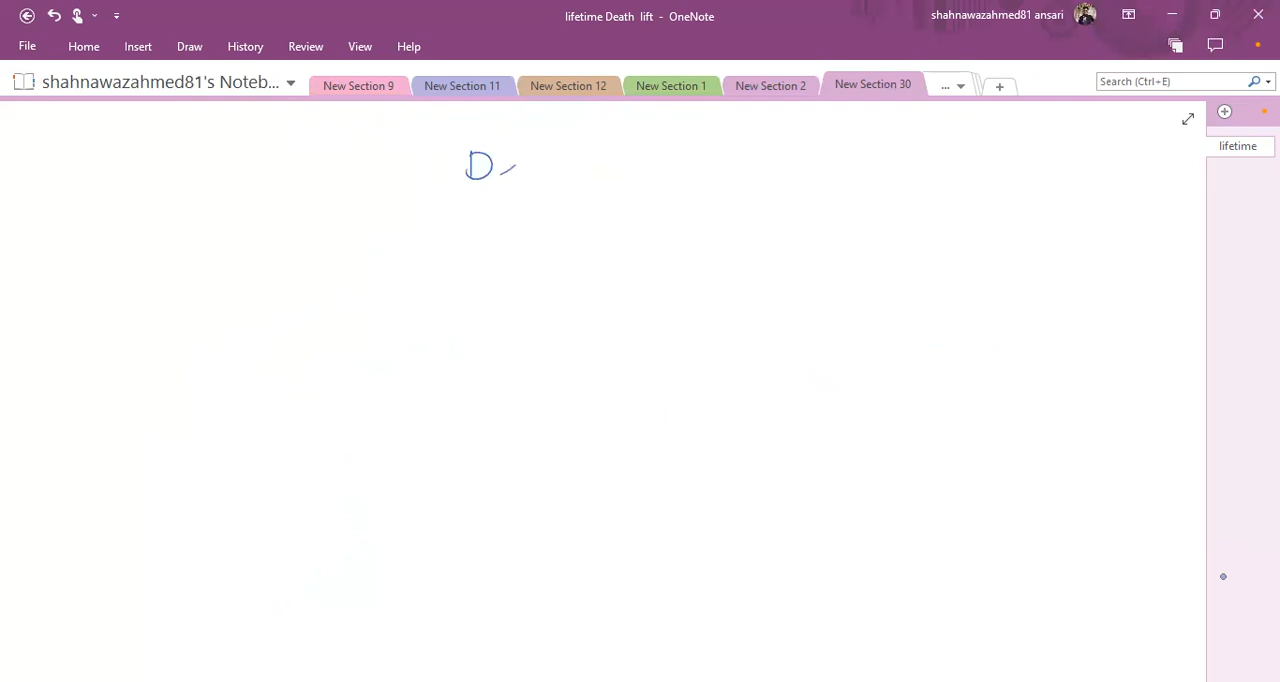 lifetime Death lift - OneNote
shahnawazahmed81 ansari
File Home Insert Draw History Review View Help
shahnawazahmed81's Noteb... New Section 9 New Section 11 New Section 12 New Section 1 New Section 2 New Section 30 ... + Search (Ctrl+E)
lifetime
D